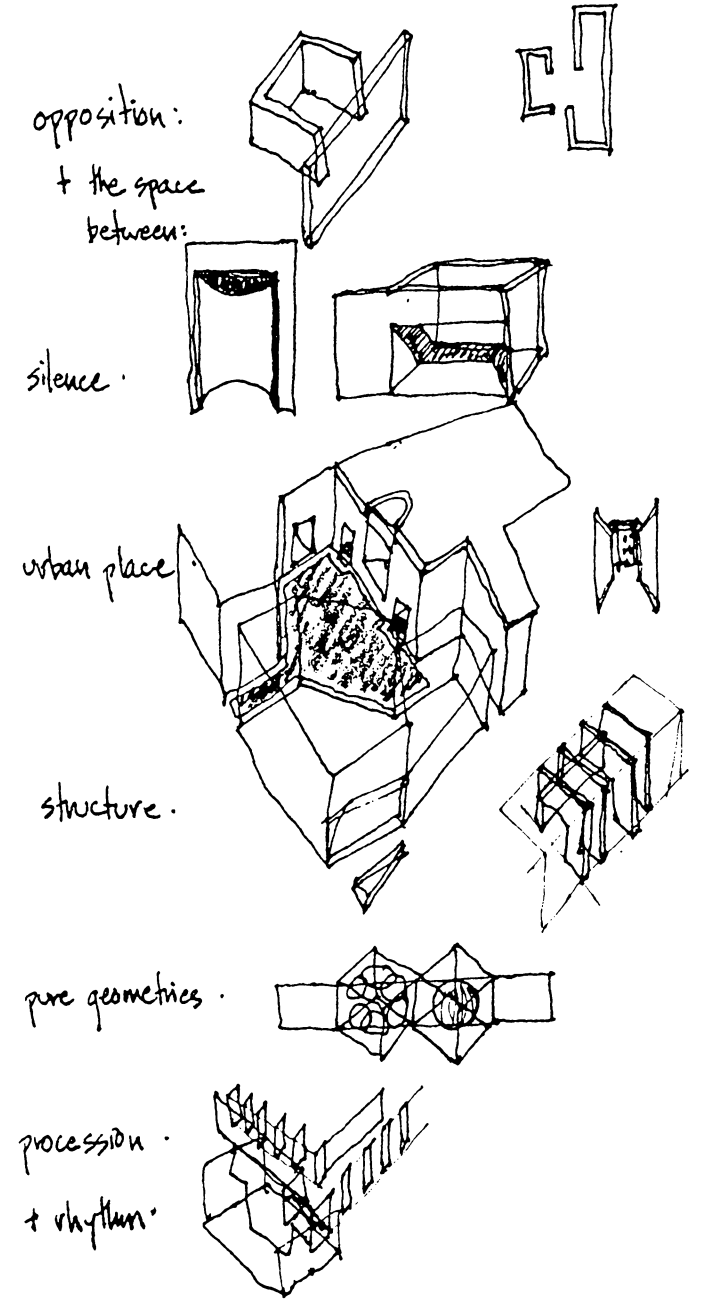 opposition:
+ the space
between:
silence.
urban place
structure.
pure geometries.
procession.
+ rhythm.